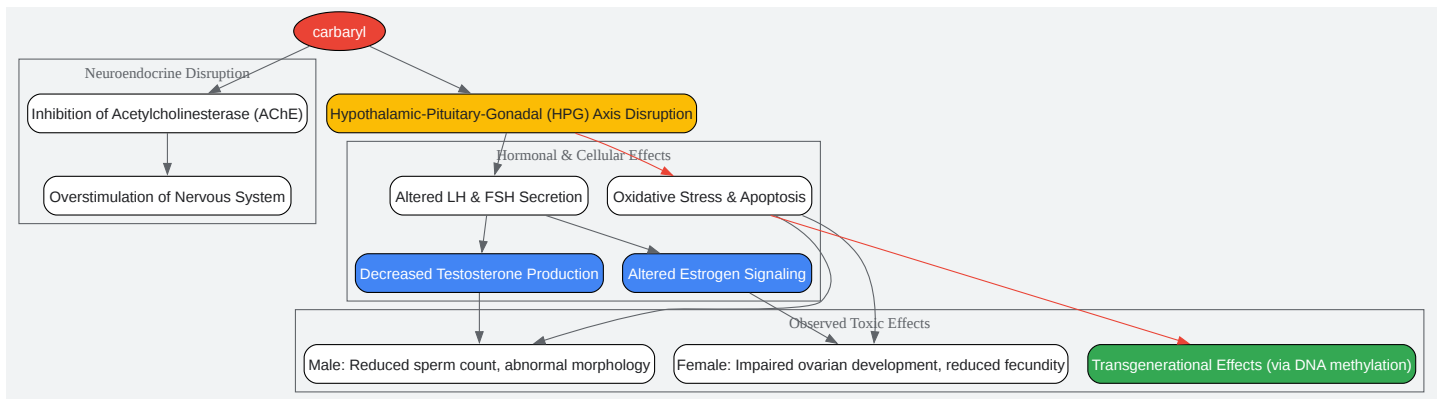 carbaryl
Neuroendocrine Disruption
Inhibition of Acetylcholinesterase (AChE)
Hypothalamic-Pituitary-Gonadal (HPG) Axis Disruption
Hormonal & Cellular Effects
Overstimulation of Nervous System
Altered LH & FSH Secretion
Oxidative Stress & Apoptosis
Decreased Testosterone Production
Altered Estrogen Signaling
Observed Toxic Effects
Male: Reduced sperm count, abnormal morphology
Female: Impaired ovarian development, reduced fecundity
Transgenerational Effects (via DNA methylation)